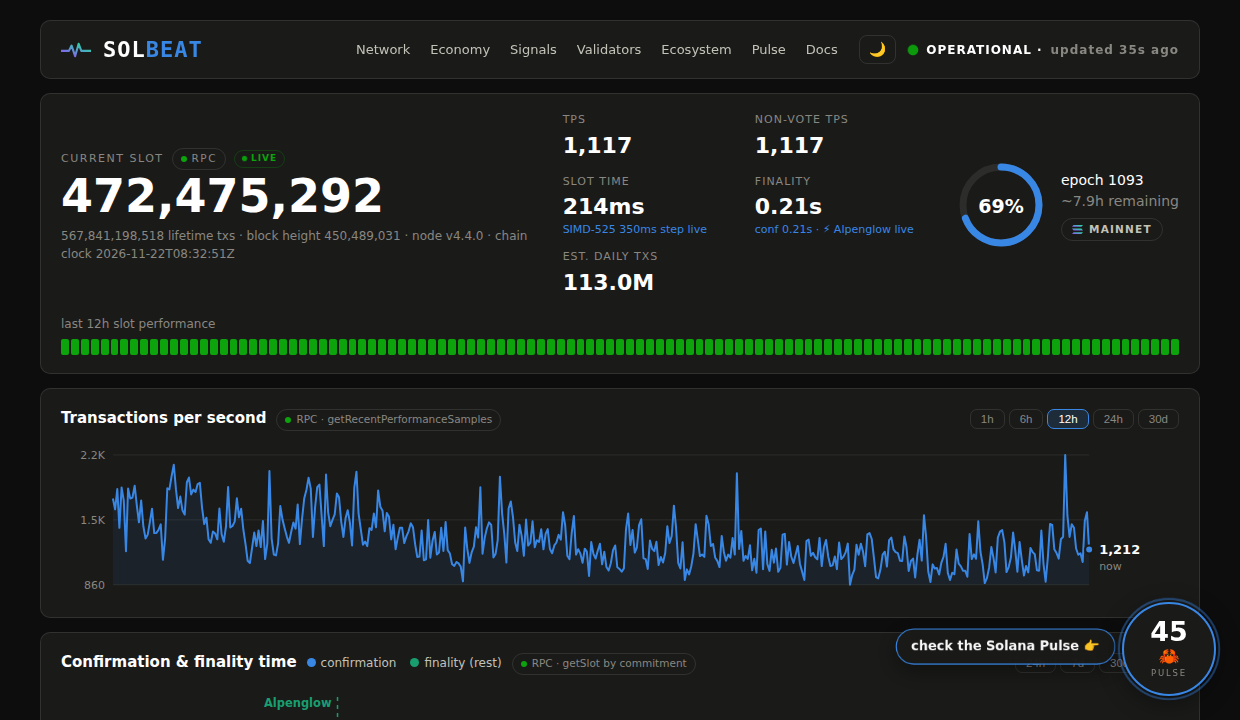 SOLBEAT
Network Economy Signals Validators Ecosystem Pulse Docs 🌙 OPERATIONAL · updated 35s ago
CURRENT SLOT RPC LIVE
472,475,292
567,841,198,518 lifetime txs · block height 450,489,031 · node v4.4.0 · chain
clock 2026-11-22T08:32:51Z
TPS
1,117
NON-VOTE TPS
1,117
SLOT TIME
214ms
SIMD-525 350ms step live
FINALITY
0.21s
conf 0.21s · ⚡ Alpenglow live
EST. DAILY TXS
113.0M
69%
epoch 1093
~7.9h remaining
MAINNET
last 12h slot performance
Transactions per second RPC · getRecentPerformanceSamples
1h 6h 12h 24h 30d
2.2K
1.5K
860
1,212
now
Confirmation & finality time confirmation finality (rest) RPC · getSlot by commitment
Alpenglow
check the Solana Pulse 👉
45
🦀
PULSE